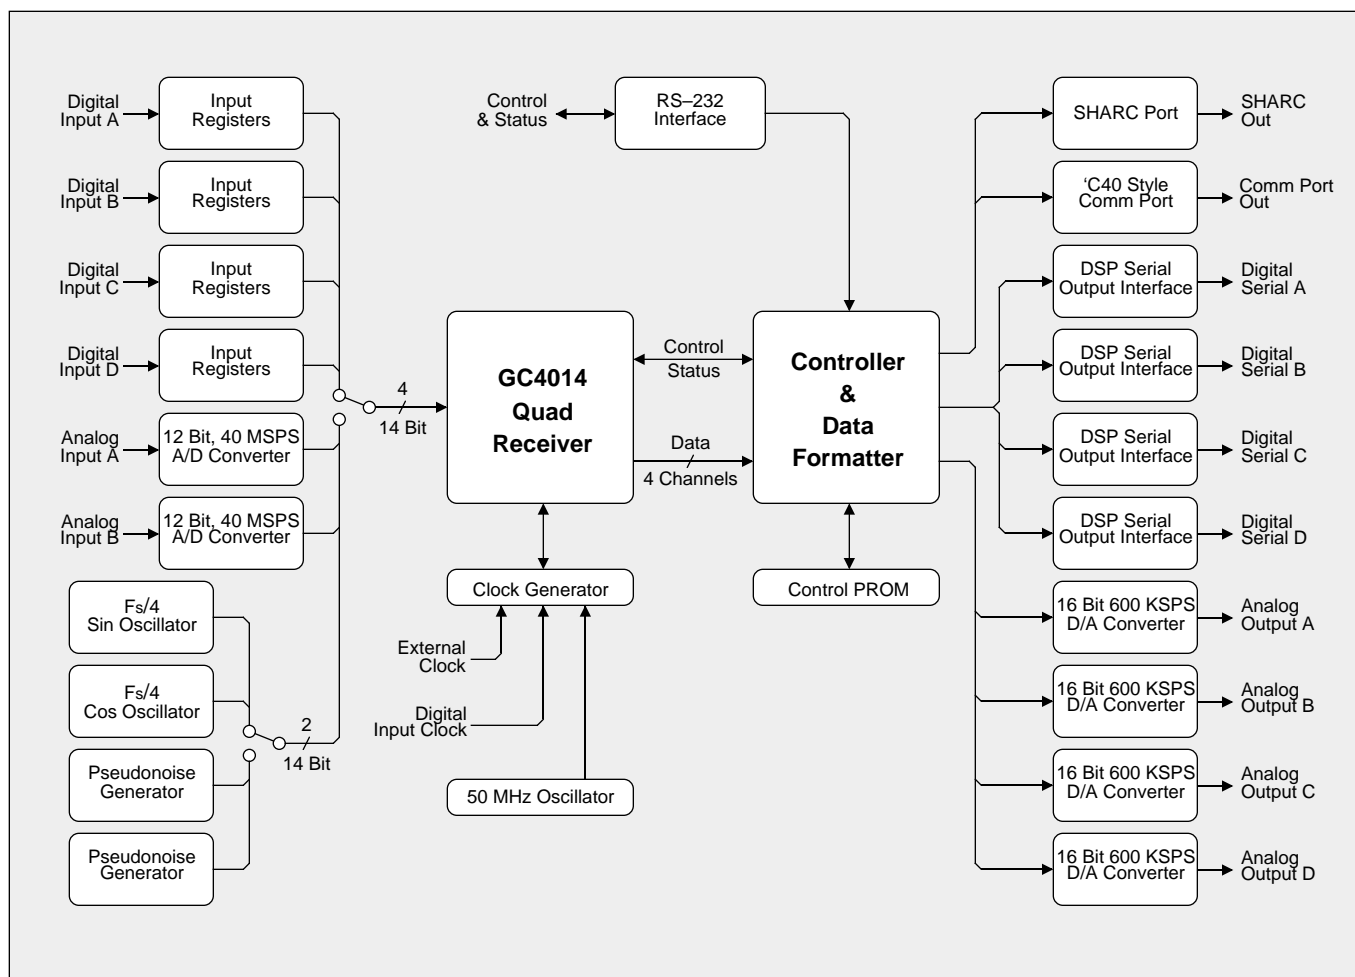 Digital
Input A
Input
Registers
Digital
Input B
Input
Registers
Digital
Input C
Input
Registers
Digital
Input D
Input
Registers
Analog
Input A
12 Bit, 40 MSPS
A/D Converter
Analog
Input B
12 Bit, 40 MSPS
A/D Converter
Fs/4
Sin Oscillator
Fs/4
Cos Oscillator
Pseudonoise
Generator
Pseudonoise
Generator
2
14 Bit
4
14 Bit
Control
& Status
RS–232
Interface
GC4014
Quad
Receiver
Control
Status
Data
4 Channels
Controller
&
Data
Formatter
Clock Generator
Control PROM
External
Clock
Digital
Input Clock
50 MHz Oscillator
SHARC Port
SHARC
Out
‘C40 Style
Comm Port
Comm Port
Out
DSP Serial
Output Interface
Digital
Serial A
DSP Serial
Output Interface
Digital
Serial B
DSP Serial
Output Interface
Digital
Serial C
DSP Serial
Output Interface
Digital
Serial D
16 Bit 600 KSPS
D/A Converter
Analog
Output A
16 Bit 600 KSPS
D/A Converter
Analog
Output B
16 Bit 600 KSPS
D/A Converter
Analog
Output C
16 Bit 600 KSPS
D/A Converter
Analog
Output D